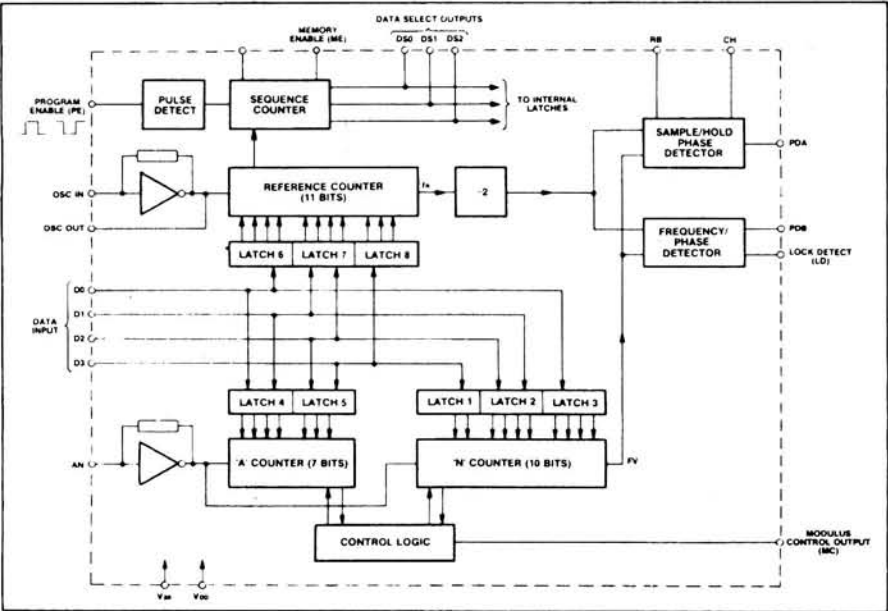 DATA SELECT OUTPUTS
MEMORY
ENABLE (ME)
DS0 DS1 DS2
RB
CH
PROGRAM
ENABLE (PE)
PULSE
DETECT
SEQUENCE
COUNTER
TO INTERNAL
LATCHES
SAMPLE/HOLD
PHASE
DETECTOR
PDA
OSC IN
REFERENCE COUNTER
(11 BITS)
÷2
OSC OUT
FREQUENCY/
PHASE
DETECTOR
PDB
LOCK DETECT
(LD)
LATCH 6
LATCH 7
LATCH 8
DATA
INPUT
D0
D1
D2
D3
LATCH 4
LATCH 5
LATCH 1
LATCH 2
LATCH 3
AN
'A' COUNTER (7 BITS)
'N' COUNTER (10 BITS)
FV
CONTROL LOGIC
MODULUS
CONTROL OUTPUT
(MC)
VDD